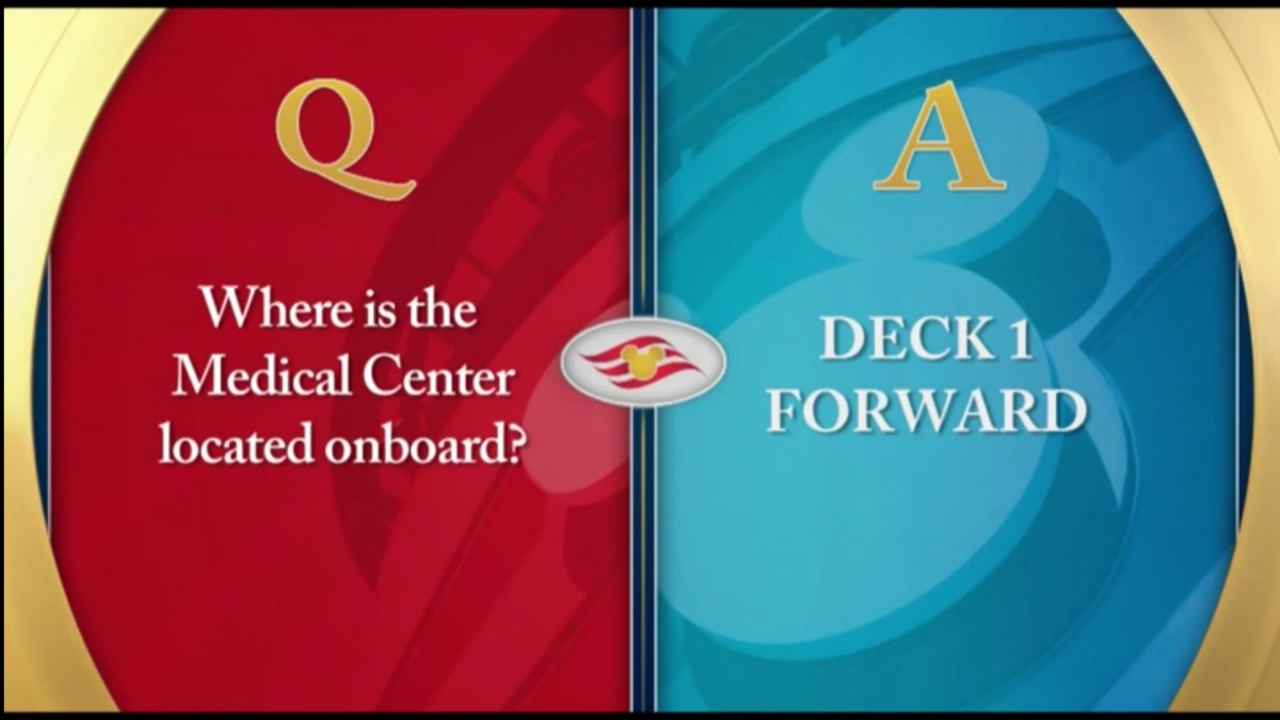 Q
Where is the
Medical Center
located onboard?
A
DECK 1
FORWARD